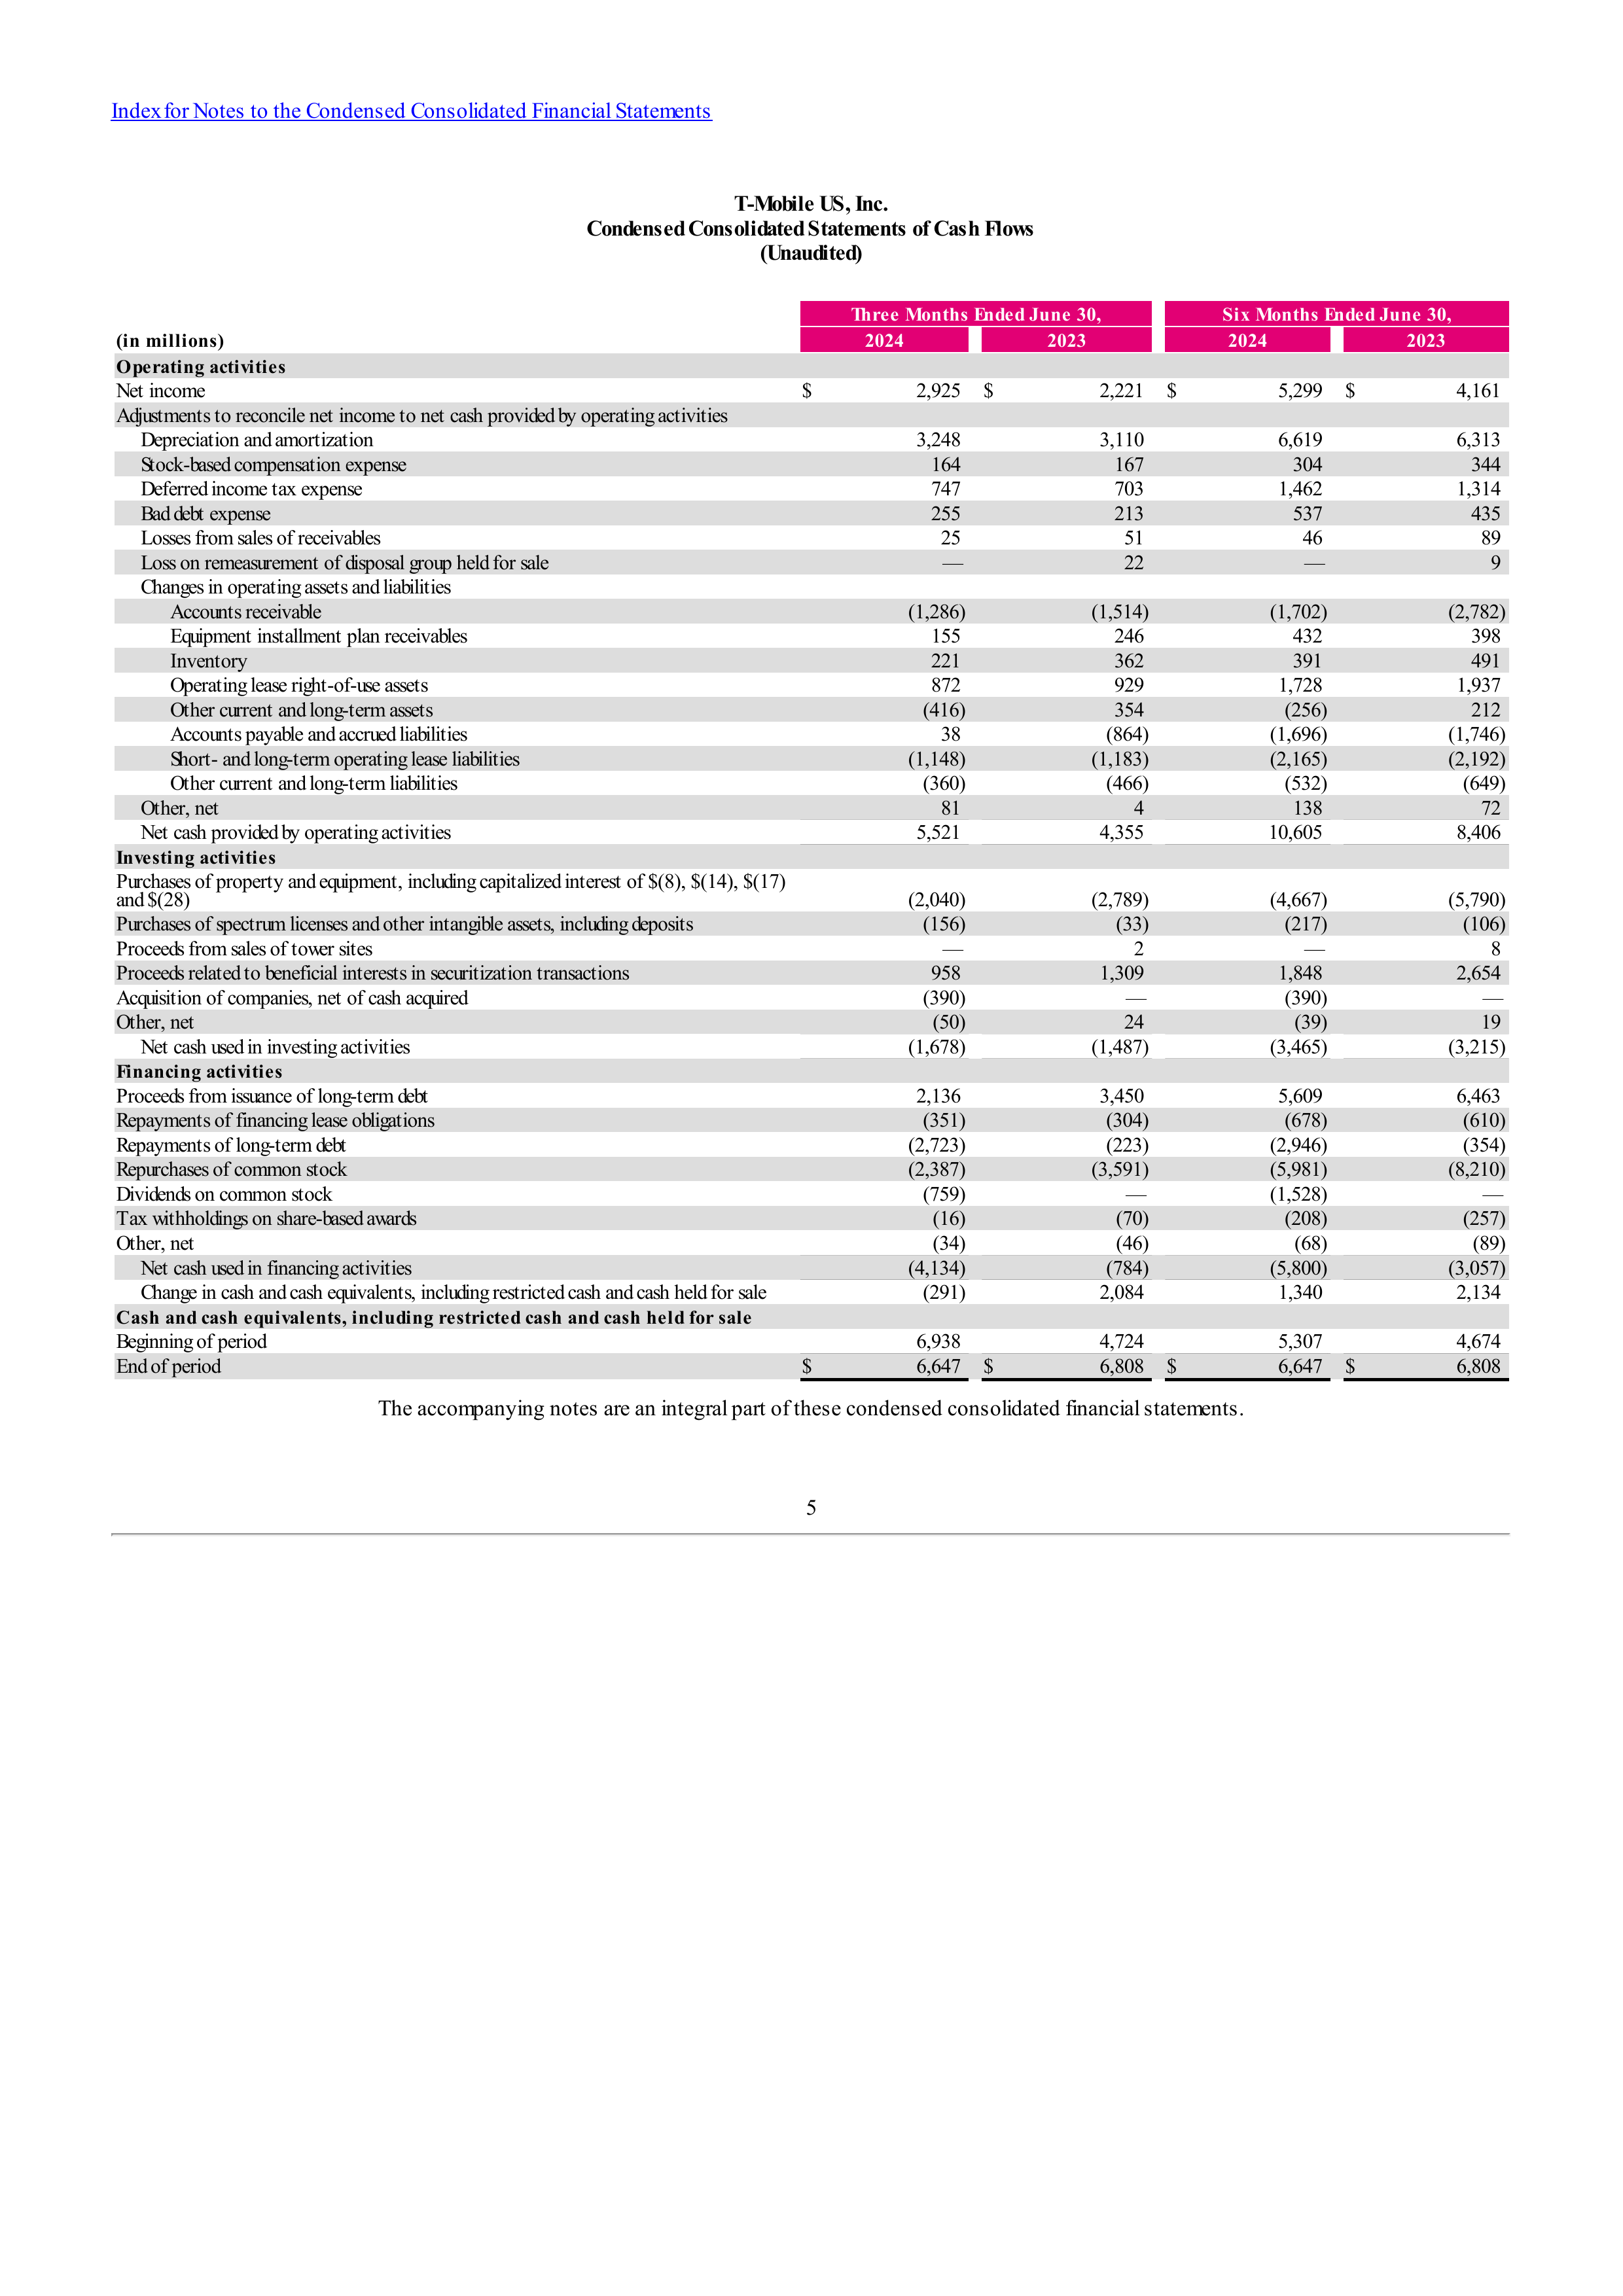 Index for Notes to the Condensed Consolidated Financial Statements
T-Mobile US, Inc.
Condensed Consolidated Statements of Cash Flows
(Unaudited)
Three Months Ended June 30, Six Months Ended June 30,
(in millions) 2024 2023 2024 2023
Operating activities
Net income $ 2,925 $ 2,221 $ 5,299 $ 4,161
Adjustments to reconcile net income to net cash provided by operating activities
Depreciation and amortization 3,248 3,110 6,619 6,313
Stock-based compensation expense 164 167 304 344
Deferred income tax expense 747 703 1,462 1,314
Bad debt expense 255 213 537 435
Losses from sales of receivables 25 51 46 89
Loss on remeasurement of disposal group held for sale — 22 — 9
Changes in operating assets and liabilities
Accounts receivable (1,286) (1,514) (1,702) (2,782)
Equipment installment plan receivables 155 246 432 398
Inventory 221 362 391 491
Operating lease right-of-use assets 872 929 1,728 1,937
Other current and long-term assets (416) 354 (256) 212
Accounts payable and accrued liabilities 38 (864) (1,696) (1,746)
Short- and long-term operating lease liabilities (1,148) (1,183) (2,165) (2,192)
Other current and long-term liabilities (360) (466) (532) (649)
Other, net 81 4 138 72
Net cash provided by operating activities 5,521 4,355 10,605 8,406
Investing activities
Purchases of property and equipment, including capitalized interest of $(8), $(14), $(17)
and $(28) (2,040) (2,789) (4,667) (5,790)
Purchases of spectrum licenses and other intangible assets, including deposits (156) (33) (217) (106)
Proceeds from sales of tower sites — 2 — 8
Proceeds related to beneficial interests in securitization transactions 958 1,309 1,848 2,654
Acquisition of companies, net of cash acquired (390) — (390) —
Other, net (50) 24 (39) 19
Net cash used in investing activities (1,678) (1,487) (3,465) (3,215)
Financing activities
Proceeds from issuance of long-term debt 2,136 3,450 5,609 6,463
Repayments of financing lease obligations (351) (304) (678) (610)
Repayments of long-term debt (2,723) (223) (2,946) (354)
Repurchases of common stock (2,387) (3,591) (5,981) (8,210)
Dividends on common stock (759) — (1,528) —
Tax withholdings on share-based awards (16) (70) (208) (257)
Other, net (34) (46) (68) (89)
Net cash used in financing activities (4,134) (784) (5,800) (3,057)
Change in cash and cash equivalents, including restricted cash and cash held for sale (291) 2,084 1,340 2,134
Cash and cash equivalents, including restricted cash and cash held for sale
Beginning of period 6,938 4,724 5,307 4,674
End of period $ 6,647 $ 6,808 $ 6,647 $ 6,808
The accompanying notes are an integral part of these condensed consolidated financial statements.
5